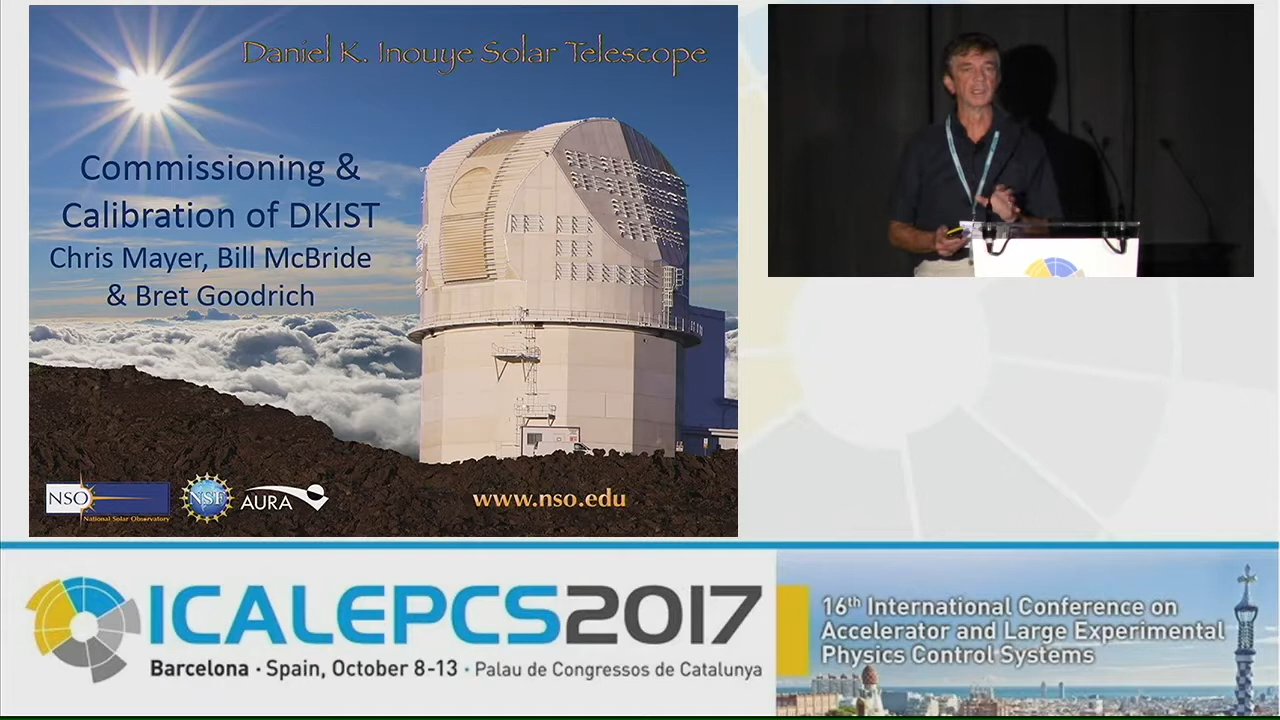 Daniel K. Inouye Solar Telescope
Commissioning &
Calibration of DKIST
Chris Mayer, Bill McBride
& Bret Goodrich
NSO
National Solar Observatory
NSF
AURA
www.nso.edu
ICALEPCS2017
Barcelona · Spain, October 8-13 · Palau de Congressos de Catalunya
16th International Conference on
Accelerator and Large Experimental
Physics Control Systems